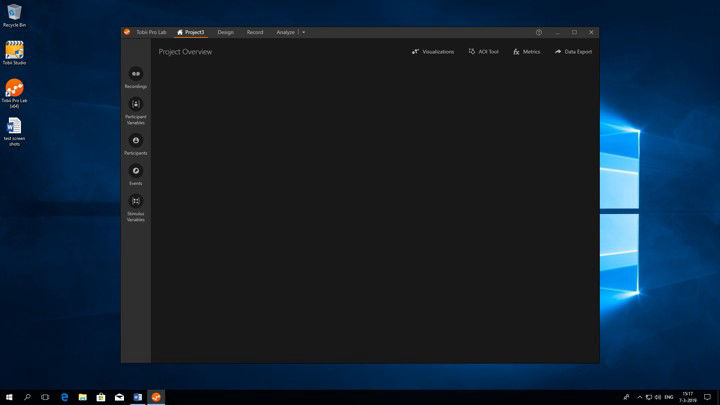 Recycle Bin
Tobii Studio
Tobii Pro Lab
(x64)
test screen
shots
Tobii Pro Lab
Project3
Design
Record
Analyze
Project Overview
Visualizations
AOI Tool
Metrics
Data Export
Recordings
Participant
Variables
Participants
Events
Stimulus
Variables
ENG
15:17
7-3-2019